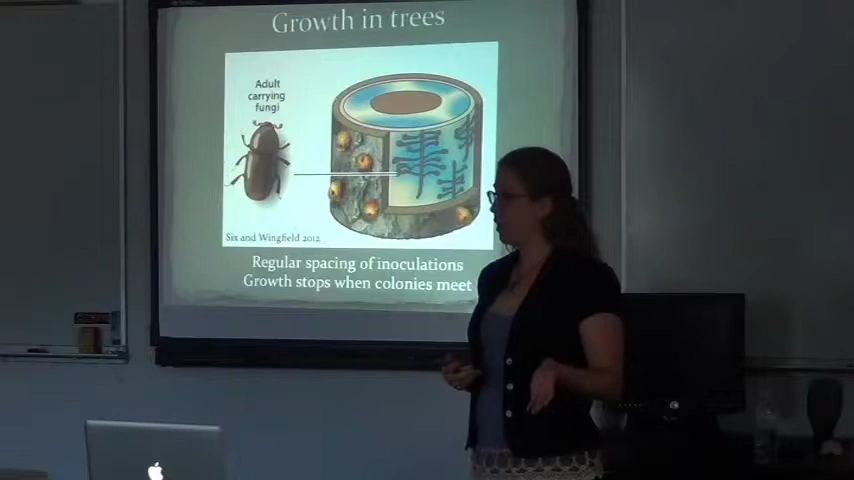 Growth in trees
Adult
carrying
fungi
Six and Wingfield 2012
Regular spacing of inoculations
Growth stops when colonies meet